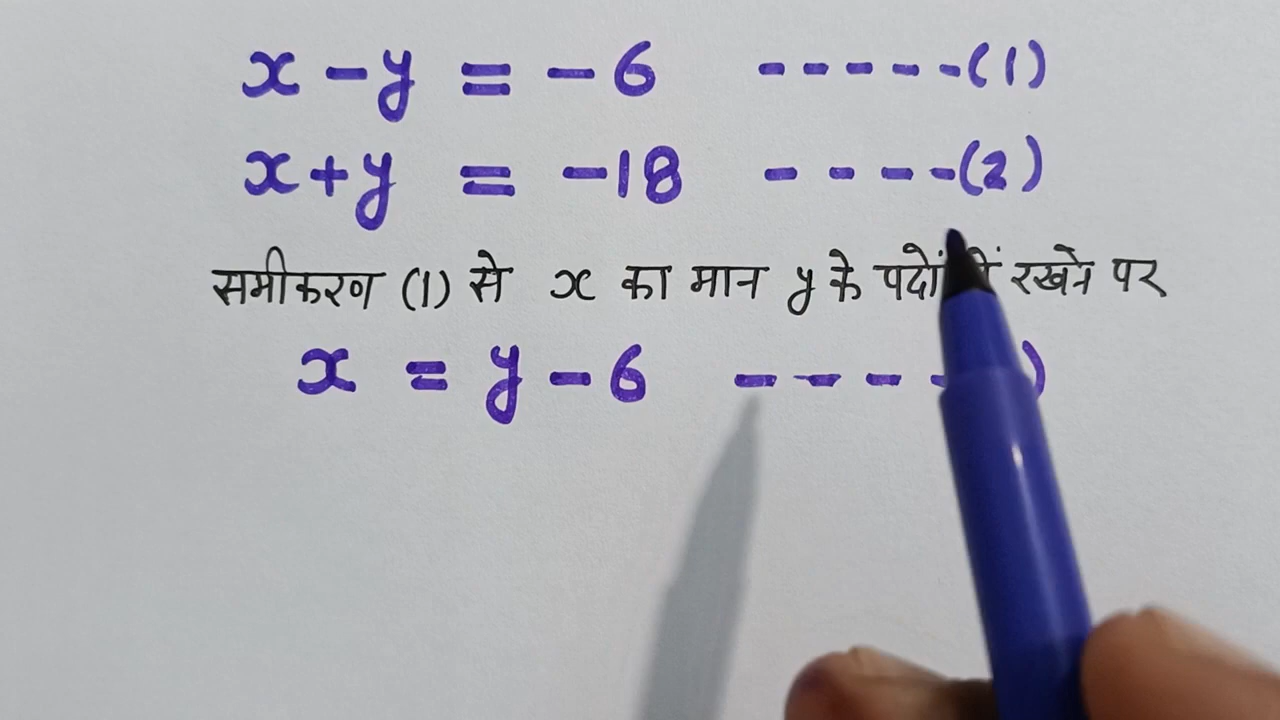 x - y = - 6 -----(1)
x + y = -18 ----(2)
समीकरण (1) से x का मान y के पदों रखने पर
x = y - 6 ---- )